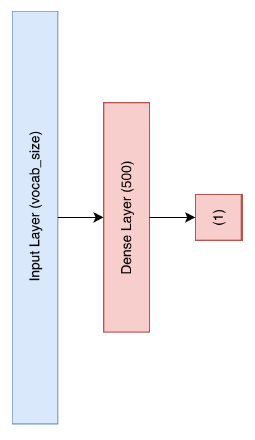 Input Layer (vocab_size)
Dense Layer (500)
(1)